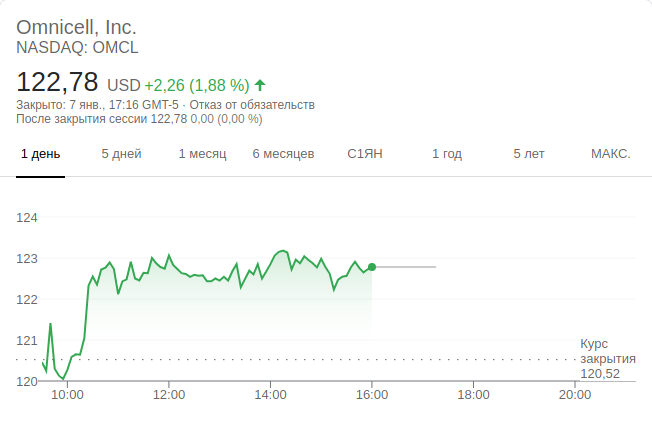 Omnicell, Inc.
NASDAQ: OMCL
122,78 USD +2,26 (1,88 %)
Закрыто: 7 янв., 17:16 GMT-5 · Отказ от обязательств
После закрытия сессии 122,78 0,00 (0,00 %)
1 день 5 дней 1 месяц 6 месяцев С1ЯН 1 год 5 лет МАКС.
124
123
122
121
120
Курс
закрытия
120,52
10:00 12:00 14:00 16:00 18:00 20:00